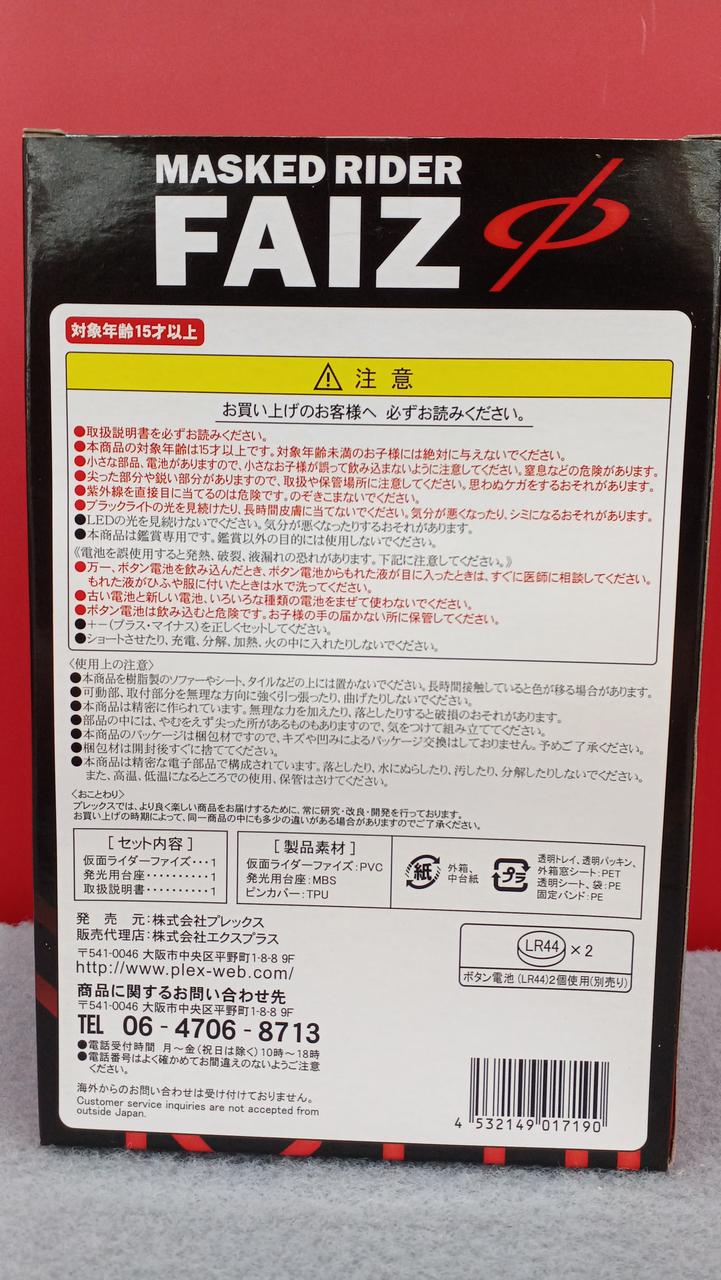 MASKED RIDER
FAIZ
対象年齢15才以上
注意
お買い上げのお客様へ 必ずお読みください。
●取扱説明書を必ずお読みください。
●本商品の対象年齢は15才以上です。対象年齢未満のお子様には絶対に与えないでください。
●小さな部品、電池がありますので、小さなお子様が誤って飲み込まないように注意してください。窒息などの危険があります。
●尖った部分や鋭い部分がありますので、取扱や保管場所に注意してください。思わぬケガをするおそれがあります。
●紫外線を直接目に当てるのは危険です。のぞきこまないでください。
●ブラックライトの光を見続けたり、長時間皮膚に当てないでください。気分が悪くなったり、シミになるおそれがあります。
●LEDの光を見続けないでください。気分が悪くなったりするおそれがあります。
●本商品は鑑賞専用です。鑑賞以外の目的には使用しないでください。
《電池を誤使用すると発熱、破裂、液漏れの恐れがあります。下記に注意してください。》
●万一、ボタン電池を飲み込んだとき、ボタン電池からもれた液が目に入ったときは、すぐに医師に相談してください。
もれた液がひふや服に付いたときは水で洗ってください。
●古い電池と新しい電池、いろいろな種類の電池をまぜて使わないでください。
●ボタン電池は飲み込むと危険です。お子様の手の届かない所に保管してください。
●+−(プラス・マイナス)を正しくセットしてください。
●ショートさせたり、充電、分解、加熱、火の中に入れたりしないでください。
〈使用上の注意〉
●本商品を樹脂製のソファーやシート、タイルなどの上には置かないでください。長時間接触していると色が移る場合があります。
●可動部、取付部分を無理な方向に強く引っ張ったり、曲げたりしないでください。
●本商品は精密に作られています。無理な力を加えたり、落としたりすると破損のおそれがあります。
●部品の中には、やむをえず尖った所があるものもありますので、気をつけて組み立ててください。
●本商品のパッケージは梱包材ですので、キズや凹みによるパッケージ交換はしておりません。予めご了承ください。
●梱包材は開封後すぐに捨ててください。
●本商品は精密な電子部品で構成されています。落としたり、水にぬらしたり、汚したり、分解したりしないでください。
また、高温、低温になるところでの使用、保管はさけてください。
〈おことわり〉
プレックスでは、より良く楽しい商品をお届けするために、常に研究・改良・開発を行っております。
お買い上げの時期によって、同一商品の中にも多少の違いがある場合がありますのでご了承ください。
[セット内容]
仮面ライダーファイズ・・・1
発光用台座・・・・・・・・・・1
取扱説明書・・・・・・・・・・1
[製品素材]
仮面ライダーファイズ:PVC
発光用台座:MBS
ピンカバー:TPU
紙
外箱、
中台紙
プラ
透明トレイ、透明パッキン、
外箱窓シート:PET
透明シート、袋:PE
固定バンド:PE
発 売 元:株式会社プレックス
販売代理店:株式会社エクスプラス
〒541-0046 大阪市中央区平野町1-8-8 9F
http://www.plex-web.com/
LR44 ×2
ボタン電池(LR44)2個使用(別売り)
商品に関するお問い合わせ先
〒541-0046 大阪市中央区平野町1-8-8 9F
TEL 06-4706-8713
●電話受付時間 月〜金(祝日は除く)10時〜18時
●電話番号はよく確かめてお間違えのないようご注意
ください。
海外からのお問い合わせは受け付けておりません。
Customer service inquiries are not accepted from
outside Japan.
4 532149 017190